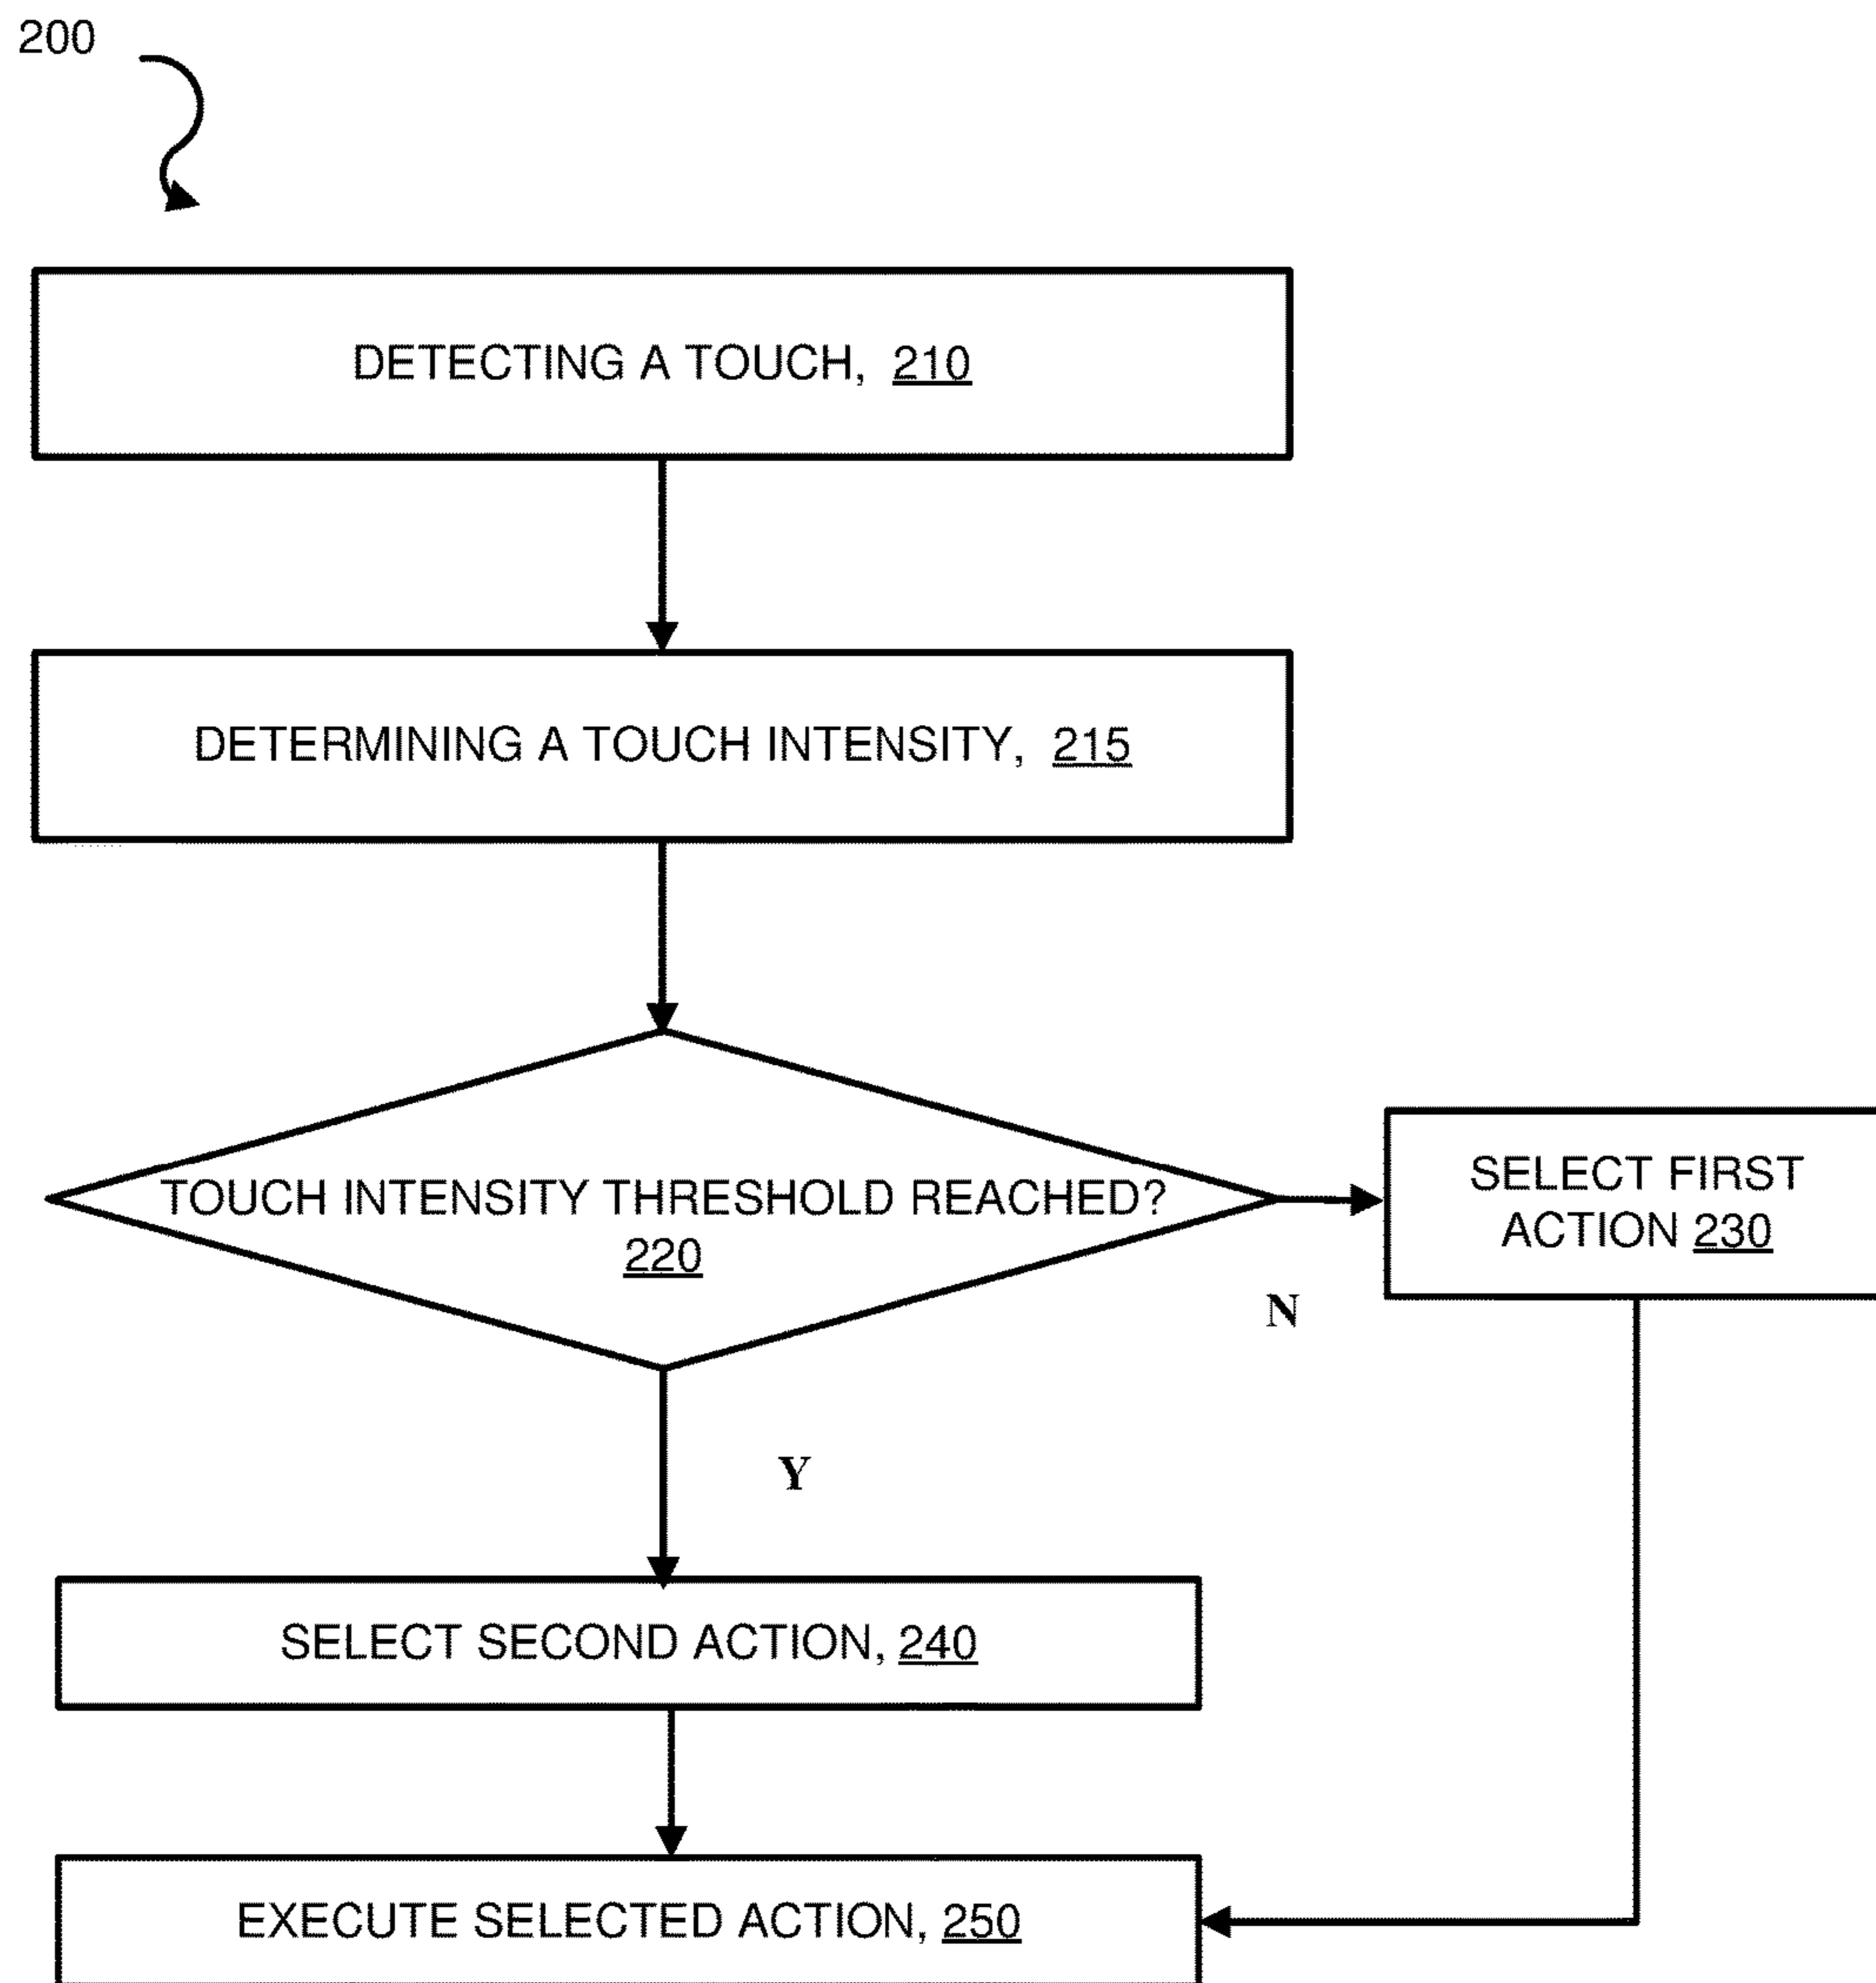 200
DETECTING A TOUCH, 210
DETERMINING A TOUCH INTENSITY, 215
TOUCH INTENSITY THRESHOLD REACHED?
220
SELECT FIRST
ACTION 230
N
Y
SELECT SECOND ACTION, 240
EXECUTE SELECTED ACTION, 250